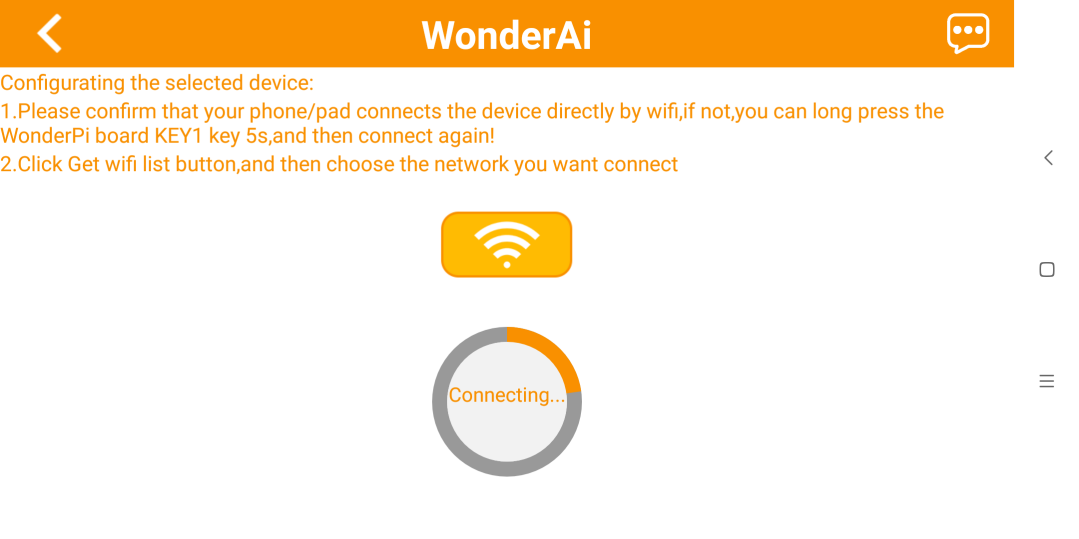 WonderAi
Configurating the selected device:
1.Please confirm that your phone/pad connects the device directly by wifi,if not,you can long press the
WonderPi board KEY1 key 5s,and then connect again!
2.Click Get wifi list button,and then choose the network you want connect
Connecting...